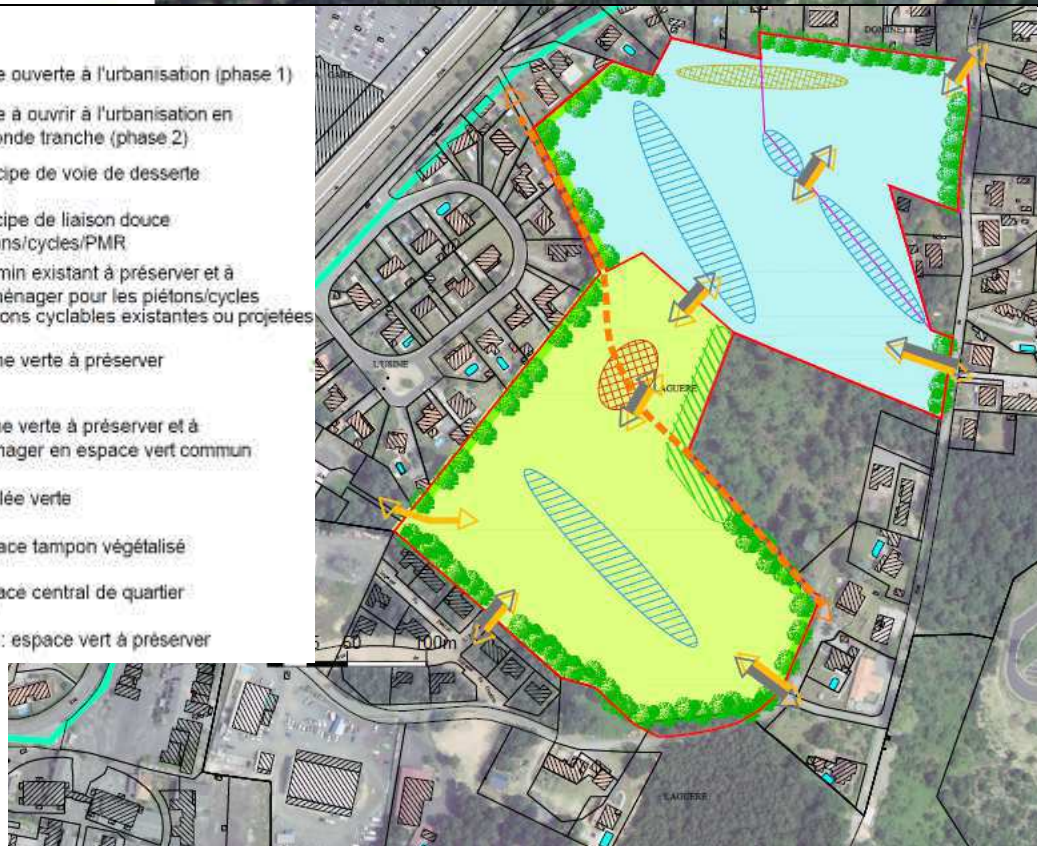 e ouverte à l'urbanisation (phase 1)
e à ouvrir à l'urbanisation en
onde tranche (phase 2)
cipe de voie de desserte
cipe de liaison douce
ns/cycles/PMR
min existant à préserver et à
énager pour les piétons/cycles
ons cyclables existantes ou projetées
ne verte à préserver
e verte à préserver et à
nager en espace vert commun
lée verte
ace tampon végétalisé
ace central de quartier
: espace vert à préserver
50 100m
L'USINE
LAGUERE
LAGUERE